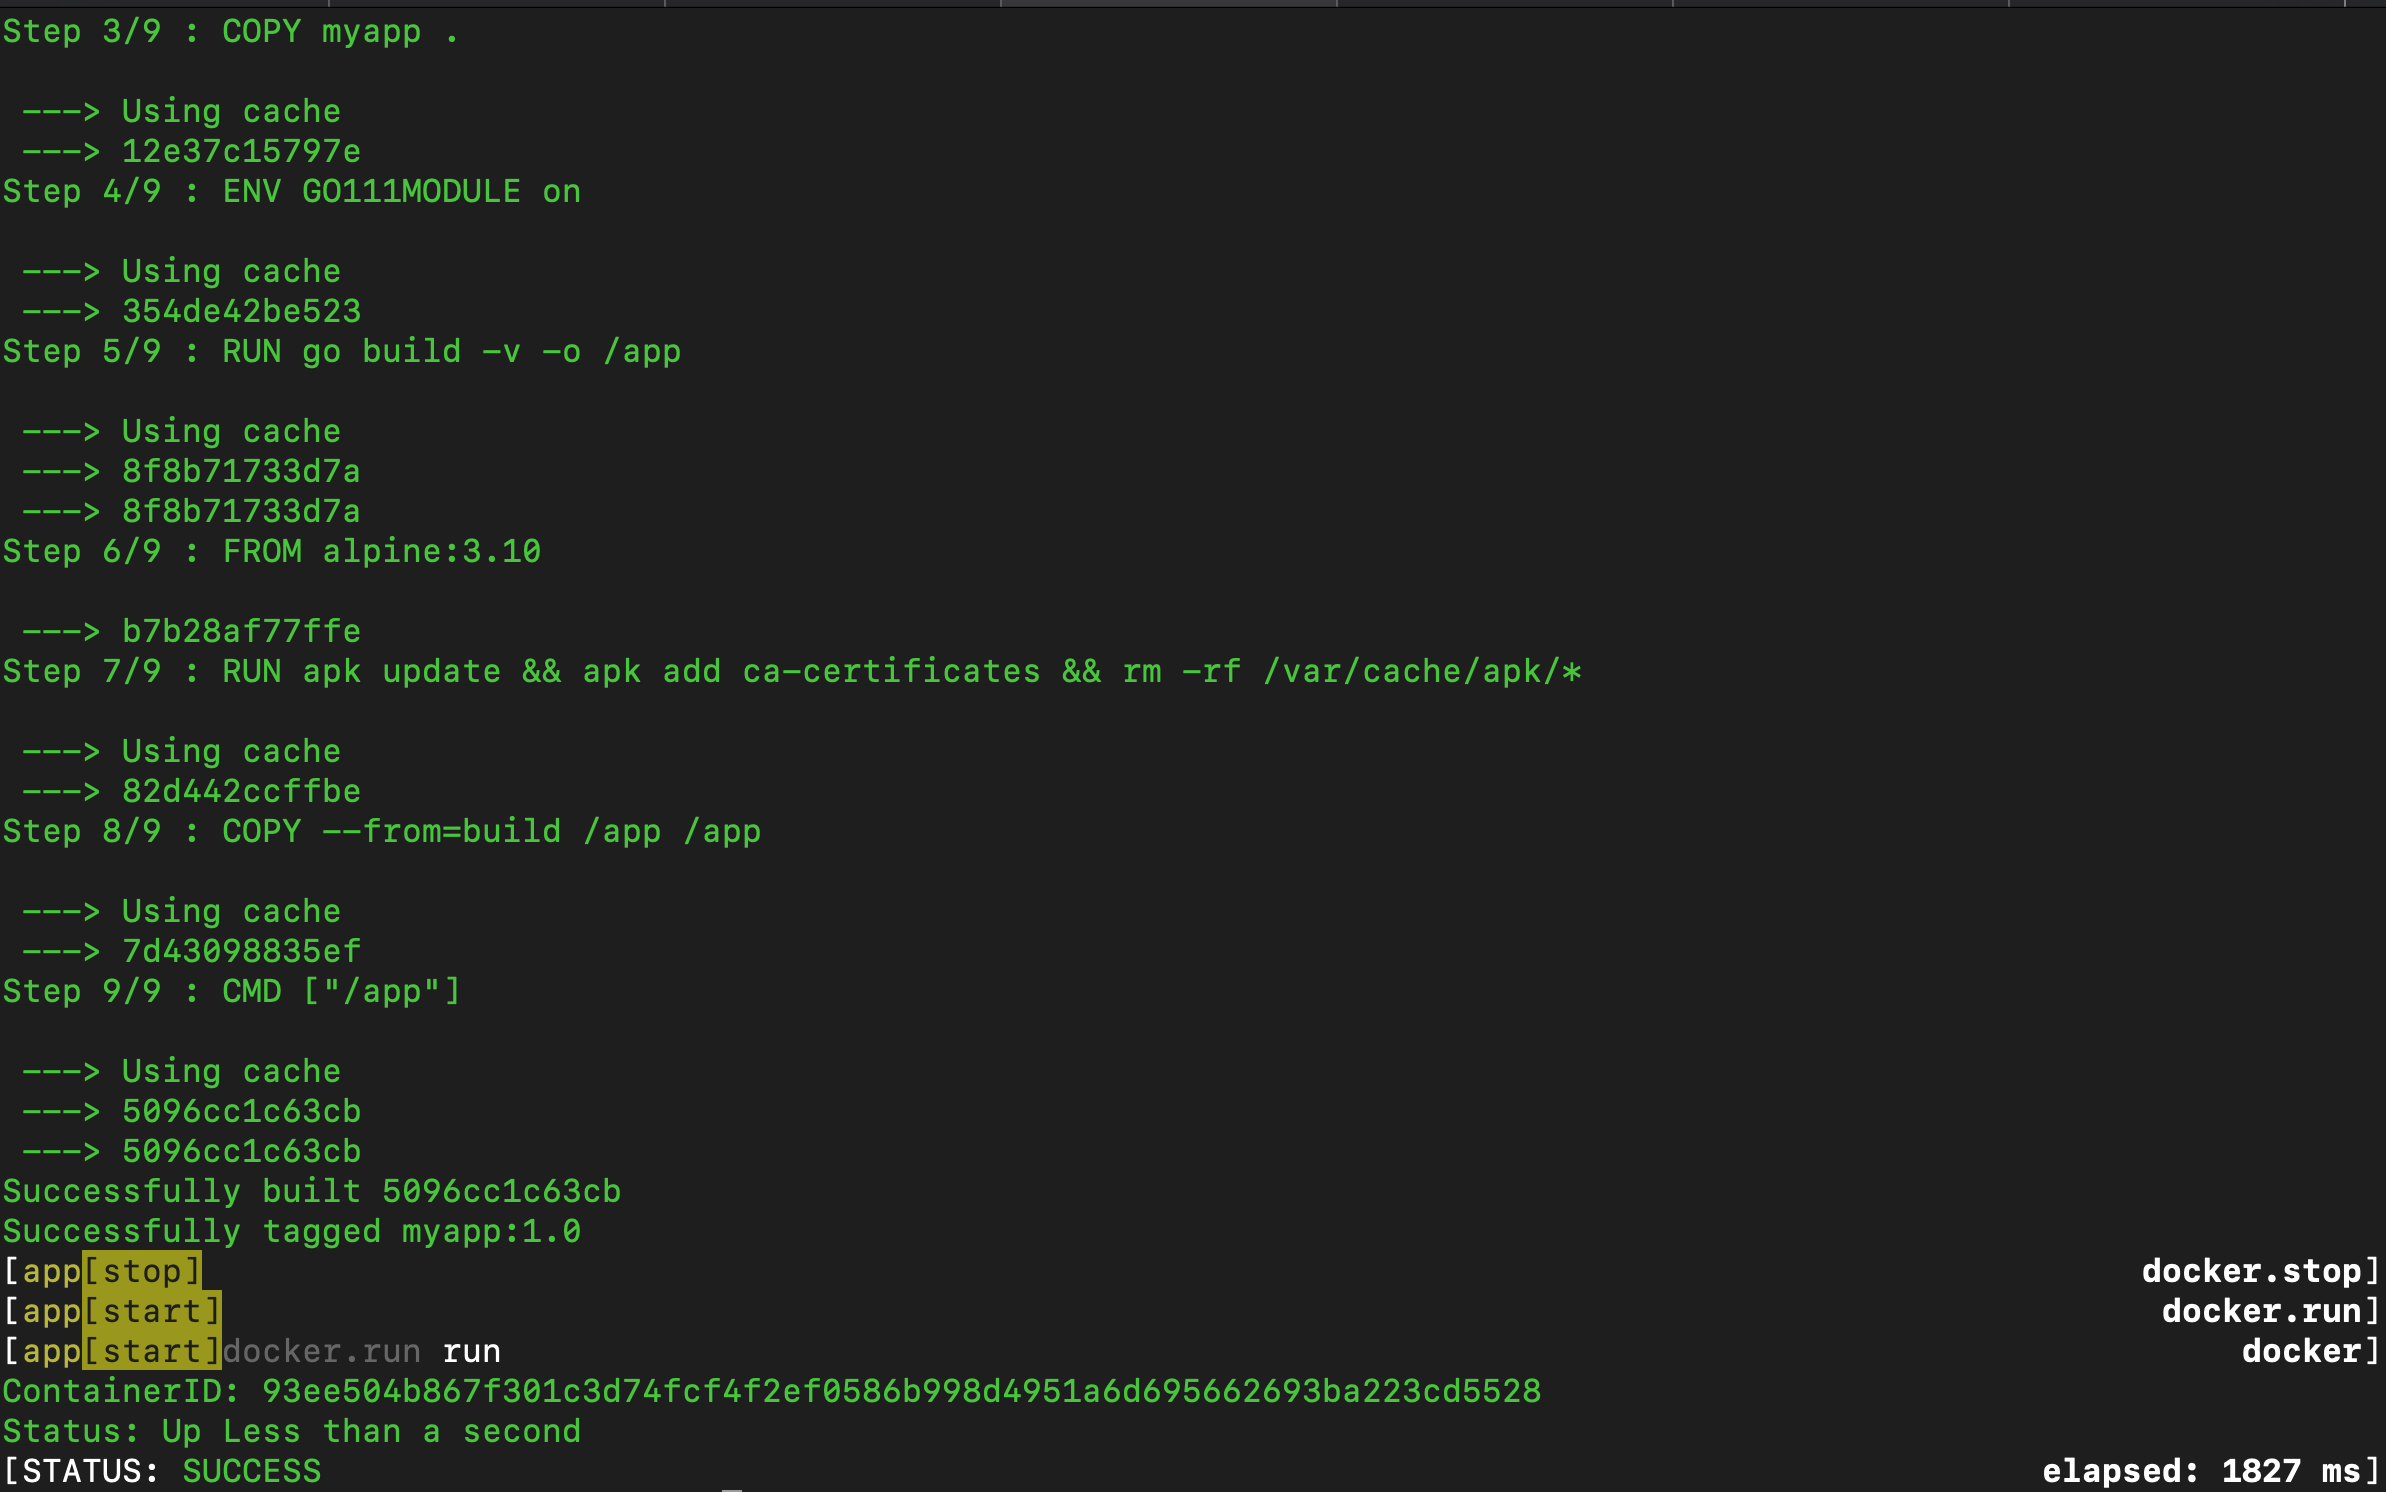 Step 3/9 : COPY myapp .
---> Using cache
---> 12e37c15797e
Step 4/9 : ENV GO111MODULE on
---> Using cache
---> 354de42be523
Step 5/9 : RUN go build -v -o /app
---> Using cache
---> 8f8b71733d7a
---> 8f8b71733d7a
Step 6/9 : FROM alpine:3.10
---> b7b28af77ffe
Step 7/9 : RUN apk update && apk add ca-certificates && rm -rf /var/cache/apk/*
---> Using cache
---> 82d442ccffbe
Step 8/9 : COPY --from=build /app /app
---> Using cache
---> 7d43098835ef
Step 9/9 : CMD ["/app"]
---> Using cache
---> 5096cc1c63cb
---> 5096cc1c63cb
Successfully built 5096cc1c63cb
Successfully tagged myapp:1.0
[app[stop] docker.stop]
[app[start] docker.run]
[app[start]docker.run run docker]
ContainerID: 93ee504b867f301c3d74fcf4f2ef0586b998d4951a6d695662693ba223cd5528
Status: Up Less than a second
[STATUS: SUCCESS elapsed: 1827 ms]